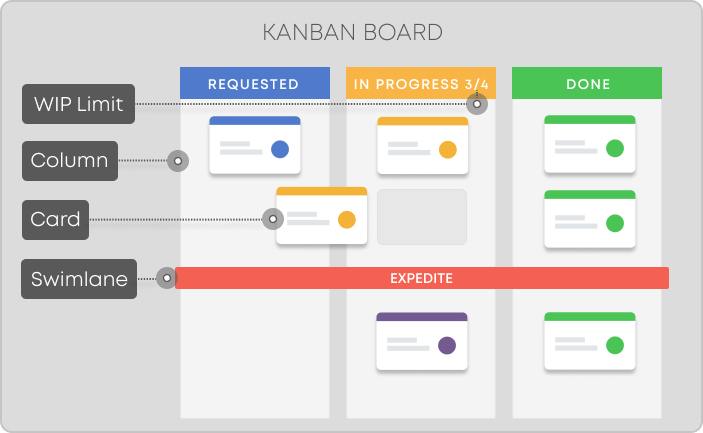 KANBAN BOARD
REQUESTED
IN PROGRESS 3/4
DONE
WIP Limit
Column
Card
Swimlane
EXPEDITE